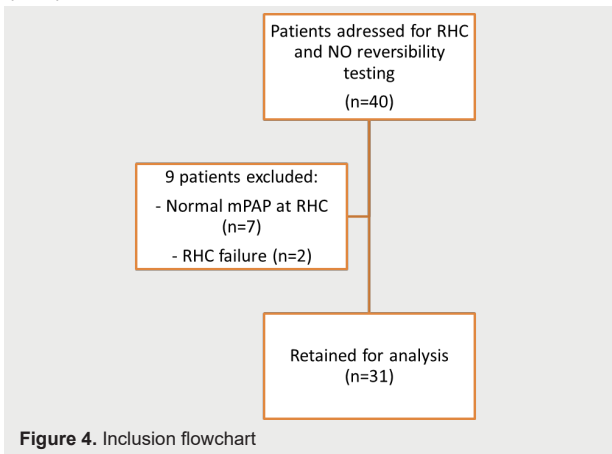 Patients adressed for RHC
and NO reversibility
testing
(n=40)
9 patients excluded:
- Normal mPAP at RHC
(n=7)
- RHC failure (n=2)
Retained for analysis
(n=31)
Figure 4. Inclusion flowchart